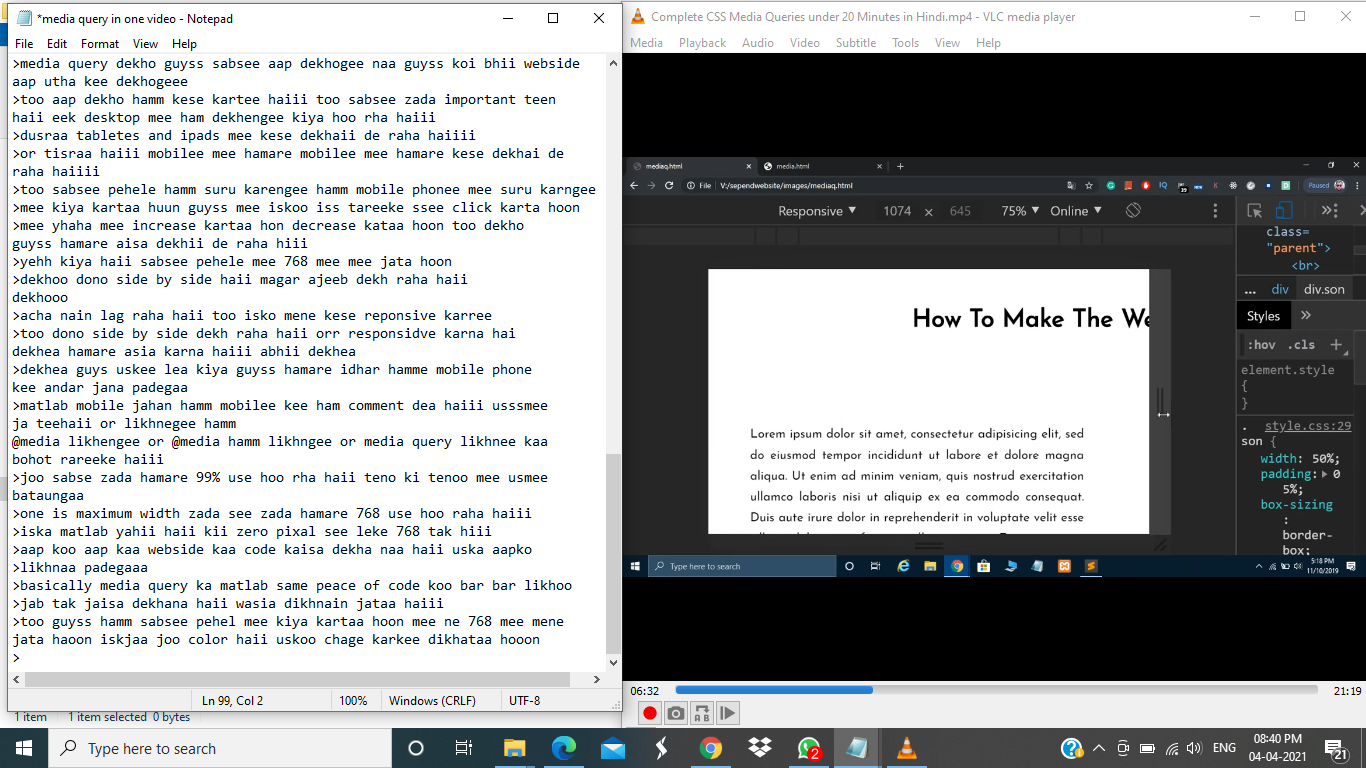 *media query in one video - Notepad
File Edit Format View Help
>media query dekho guyss sabsee aap dekhogee naa guyss koi bhii webside
aap utha kee dekhogeee
>too aap dekho hamm kese kartee haiii too sabsee zada important teen
haii eek desktop mee ham dekhengee kiya hoo rha haiii
>dusraa tabletes and ipads mee kese dekhaii de raha haiiii
>or tisraa haiii mobilee mee hamare mobilee mee hamare kese dekhai de
raha haiiii
>too sabsee pehele hamm suru karengee hamm mobile phonee mee suru karngee
>mee kiya kartaa huun guyss mee iskoo iss tareeke ssee click karta hoon
>mee yhaha mee increase kartaa hon decrease kataa hoon too dekho
guyss hamare aisa dekhii de raha hiii
>yehh kiya haii sabsee pehele mee 768 mee mee jata hoon
>dekhoo dono side by side haii magar ajeeb dekh raha haii
dekhooo
>acha nain lag raha haii too isko mene kese reponsive karree
>too dono side by side dekh raha haii orr responsidve karna hai
dekhea hamare asia karna haiii abhii dekhea
>dekhea guys uskee lea kiya guyss hamare idhar hamme mobile phone
kee andar jana padegaa
>matlab mobile jahan hamm mobilee kee ham comment dea haiii usssmee
ja teehaii or likhnegee hamm
@media likhengee or @media hamm likhngee or media query likhnee kaa
bohot rareeke haiii
>joo sabse zada hamare 99% use hoo rha haii teno ki tenoo mee usmee
bataungaa
>one is maximum width zada see zada hamare 768 use hoo raha haiii
>iska matlab yahii haii kii zero pixal see leke 768 tak hiii
>aap koo aap kaa webside kaa code kaisa dekha naa haii uska aapko
>likhnaa padegaaa
>basically media query ka matlab same peace of code koo bar bar likhoo
>jab tak jaisa dekhana haii wasia dikhnain jataa haiii
>too guyss hamm sabsee pehel mee kiya kartaa hoon mee ne 768 mee mene
jata haoon iskjaa joo color haii uskoo chage karkee dikhataa hooon
>
Ln 99, Col 2 100% Windows (CRLF) UTF-8
1 item 1 item selected 0 bytes
Complete CSS Media Queries under 20 Minutes in Hindi.mp4 - VLC media player
Media Playback Audio Video Subtitle Tools View Help
mediaq.html media.html
File V:/sependwebsite/images/mediaq.html Paused
Responsive 1074 x 645 75% Online
class=
"parent">
<br>
... div div.son
Styles
:hov .cls +
element.style
{
}
. style.css:29
son {
width: 50%;
padding: 0
5%;
box-sizing
:
border-
box;
How To Make The We
Lorem ipsum dolor sit amet, consectetur adipisicing elit, sed
do eiusmod tempor incididunt ut labore et dolore magna
aliqua. Ut enim ad minim veniam, quis nostrud exercitation
ullamco laboris nisi ut aliquip ex ea commodo consequat.
Duis aute irure dolor in reprehenderit in voluptate velit esse
Type here to search
5:18 PM
11/10/2019
06:32 21:19
Type here to search
2
ENG
08:40 PM
04-04-2021
21